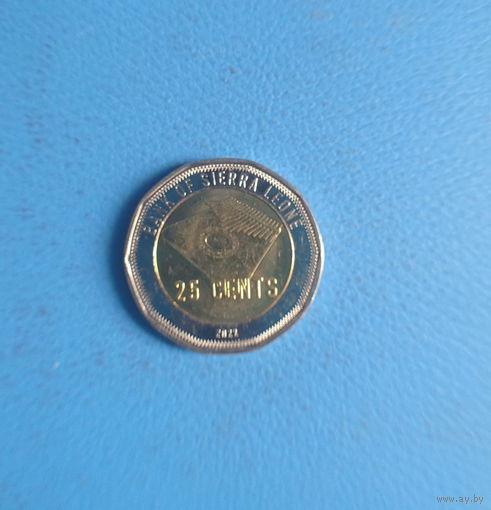 BANK OF SIERRA LEONE
25 CENTS
2022
www.ay.by